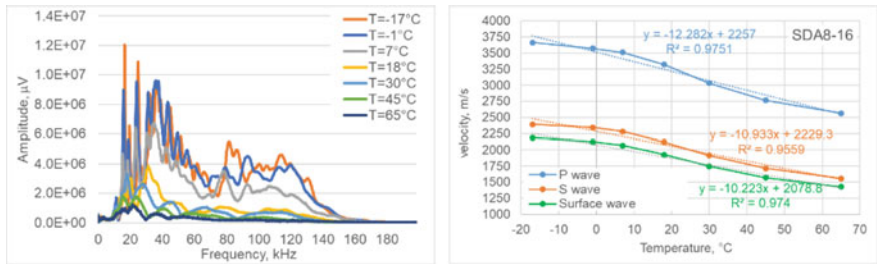 1.4E+07
1.2E+07
1.0E+07
8.0E+06
6.0E+06
4.0E+06
2.0E+06
0.0E+00
Amplitude, µV
T=-17°C
T=-1°C
T=7°C
T=18°C
T=30°C
T=45°C
T=65°C
0 20 40 60 80 100 120 140 160 180
Frequency, kHz
4000
3750
3500
3250
3000
2750
2500
2250
2000
1750
1500
1250
1000
velocity, m/s
y = -12.282x + 2257
R² = 0.9751
SDA8-16
y = -10.933x + 2229.3
R² = 0.9559
P wave
S wave
Surface wave
y = -10.223x + 2078.8
R² = 0.974
-20 -10 0 10 20 30 40 50 60 70
Temperature, °C